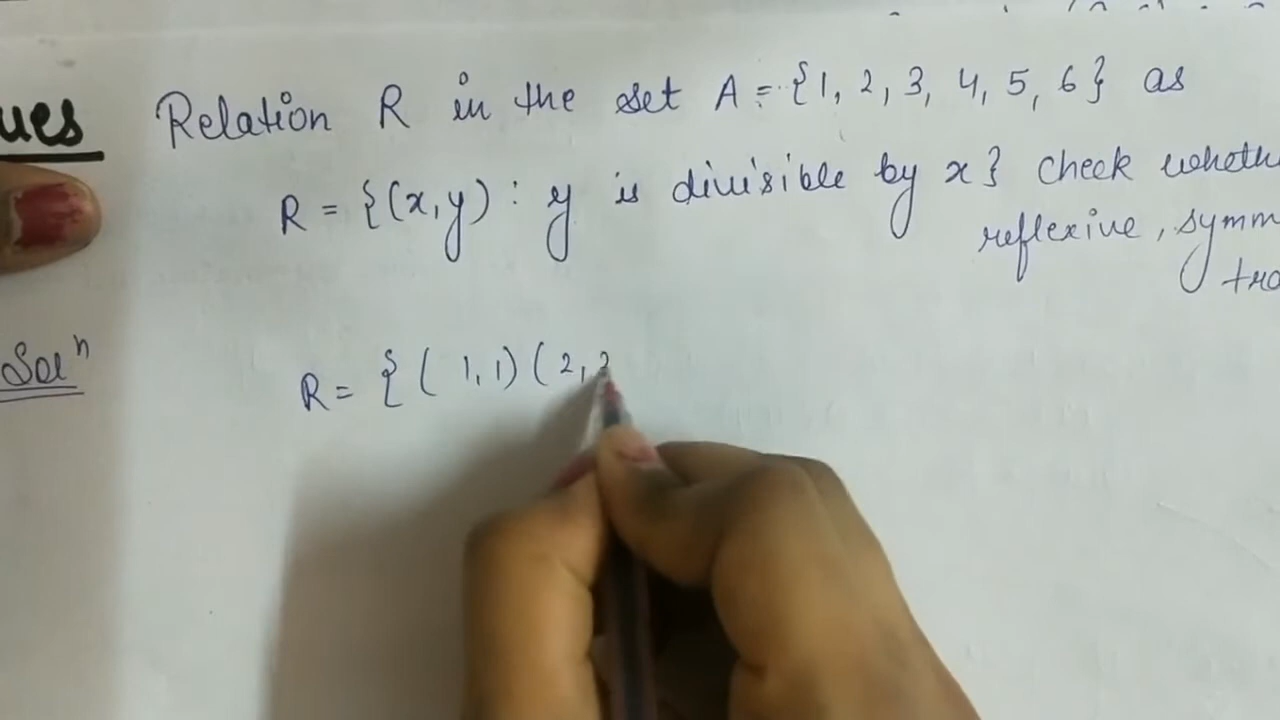 ues Relation R in the set A = {1, 2, 3, 4, 5, 6} as
R = {(x,y) : y is divisible by x} check wheth
reflexive, symm
tra
Solⁿ R = { ( 1,1) ( 2, 2